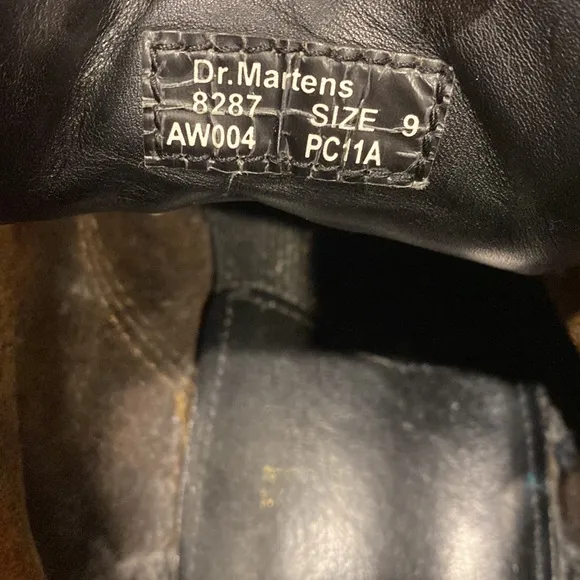 Dr.Martens
8287 SIZE 9
AW004 PC11A